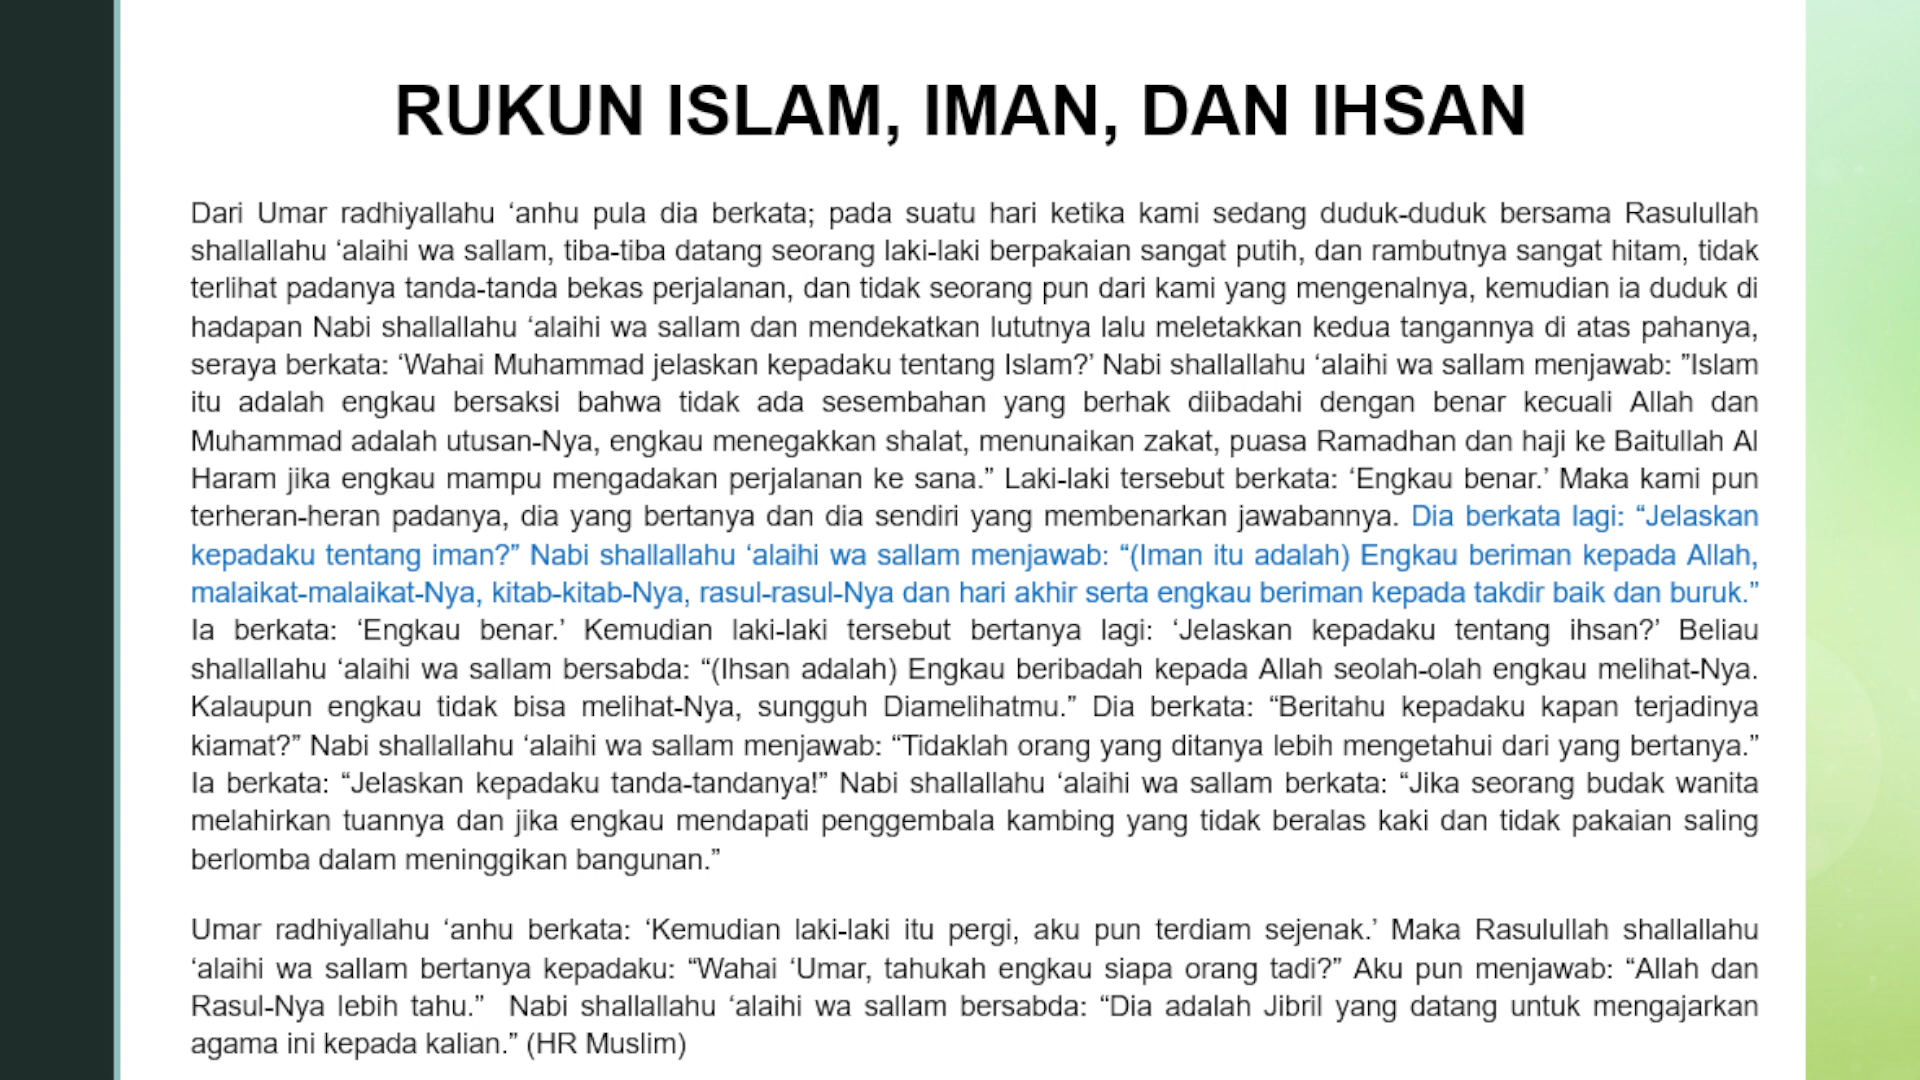 RUKUN ISLAM, IMAN, DAN IHSAN
Dari Umar radhiyallahu ‘anhu pula dia berkata; pada suatu hari ketika kami sedang duduk-duduk bersama Rasulullah
shallallahu ‘alaihi wa sallam, tiba-tiba datang seorang laki-laki berpakaian sangat putih, dan rambutnya sangat hitam, tidak
terlihat padanya tanda-tanda bekas perjalanan, dan tidak seorang pun dari kami yang mengenalnya, kemudian ia duduk di
hadapan Nabi shallallahu ‘alaihi wa sallam dan mendekatkan lututnya lalu meletakkan kedua tangannya di atas pahanya,
seraya berkata: ‘Wahai Muhammad jelaskan kepadaku tentang Islam?’ Nabi shallallahu ‘alaihi wa sallam menjawab: ”Islam
itu adalah engkau bersaksi bahwa tidak ada sesembahan yang berhak diibadahi dengan benar kecuali Allah dan
Muhammad adalah utusan-Nya, engkau menegakkan shalat, menunaikan zakat, puasa Ramadhan dan haji ke Baitullah Al
Haram jika engkau mampu mengadakan perjalanan ke sana.” Laki-laki tersebut berkata: ‘Engkau benar.’ Maka kami pun
terheran-heran padanya, dia yang bertanya dan dia sendiri yang membenarkan jawabannya. Dia berkata lagi: “Jelaskan
kepadaku tentang iman?” Nabi shallallahu ‘alaihi wa sallam menjawab: “(Iman itu adalah) Engkau beriman kepada Allah,
malaikat-malaikat-Nya, kitab-kitab-Nya, rasul-rasul-Nya dan hari akhir serta engkau beriman kepada takdir baik dan buruk.”
Ia berkata: ‘Engkau benar.’ Kemudian laki-laki tersebut bertanya lagi: ‘Jelaskan kepadaku tentang ihsan?’ Beliau
shallallahu ‘alaihi wa sallam bersabda: “(Ihsan adalah) Engkau beribadah kepada Allah seolah-olah engkau melihat-Nya.
Kalaupun engkau tidak bisa melihat-Nya, sungguh Diamelihatmu.” Dia berkata: “Beritahu kepadaku kapan terjadinya
kiamat?” Nabi shallallahu ‘alaihi wa sallam menjawab: “Tidaklah orang yang ditanya lebih mengetahui dari yang bertanya.”
Ia berkata: “Jelaskan kepadaku tanda-tandanya!” Nabi shallallahu ‘alaihi wa sallam berkata: “Jika seorang budak wanita
melahirkan tuannya dan jika engkau mendapati penggembala kambing yang tidak beralas kaki dan tidak pakaian saling
berlomba dalam meninggikan bangunan.”
Umar radhiyallahu ‘anhu berkata: ‘Kemudian laki-laki itu pergi, aku pun terdiam sejenak.’ Maka Rasulullah shallallahu
‘alaihi wa sallam bertanya kepadaku: “Wahai ‘Umar, tahukah engkau siapa orang tadi?” Aku pun menjawab: “Allah dan
Rasul-Nya lebih tahu.” Nabi shallallahu ‘alaihi wa sallam bersabda: “Dia adalah Jibril yang datang untuk mengajarkan
agama ini kepada kalian.” (HR Muslim)